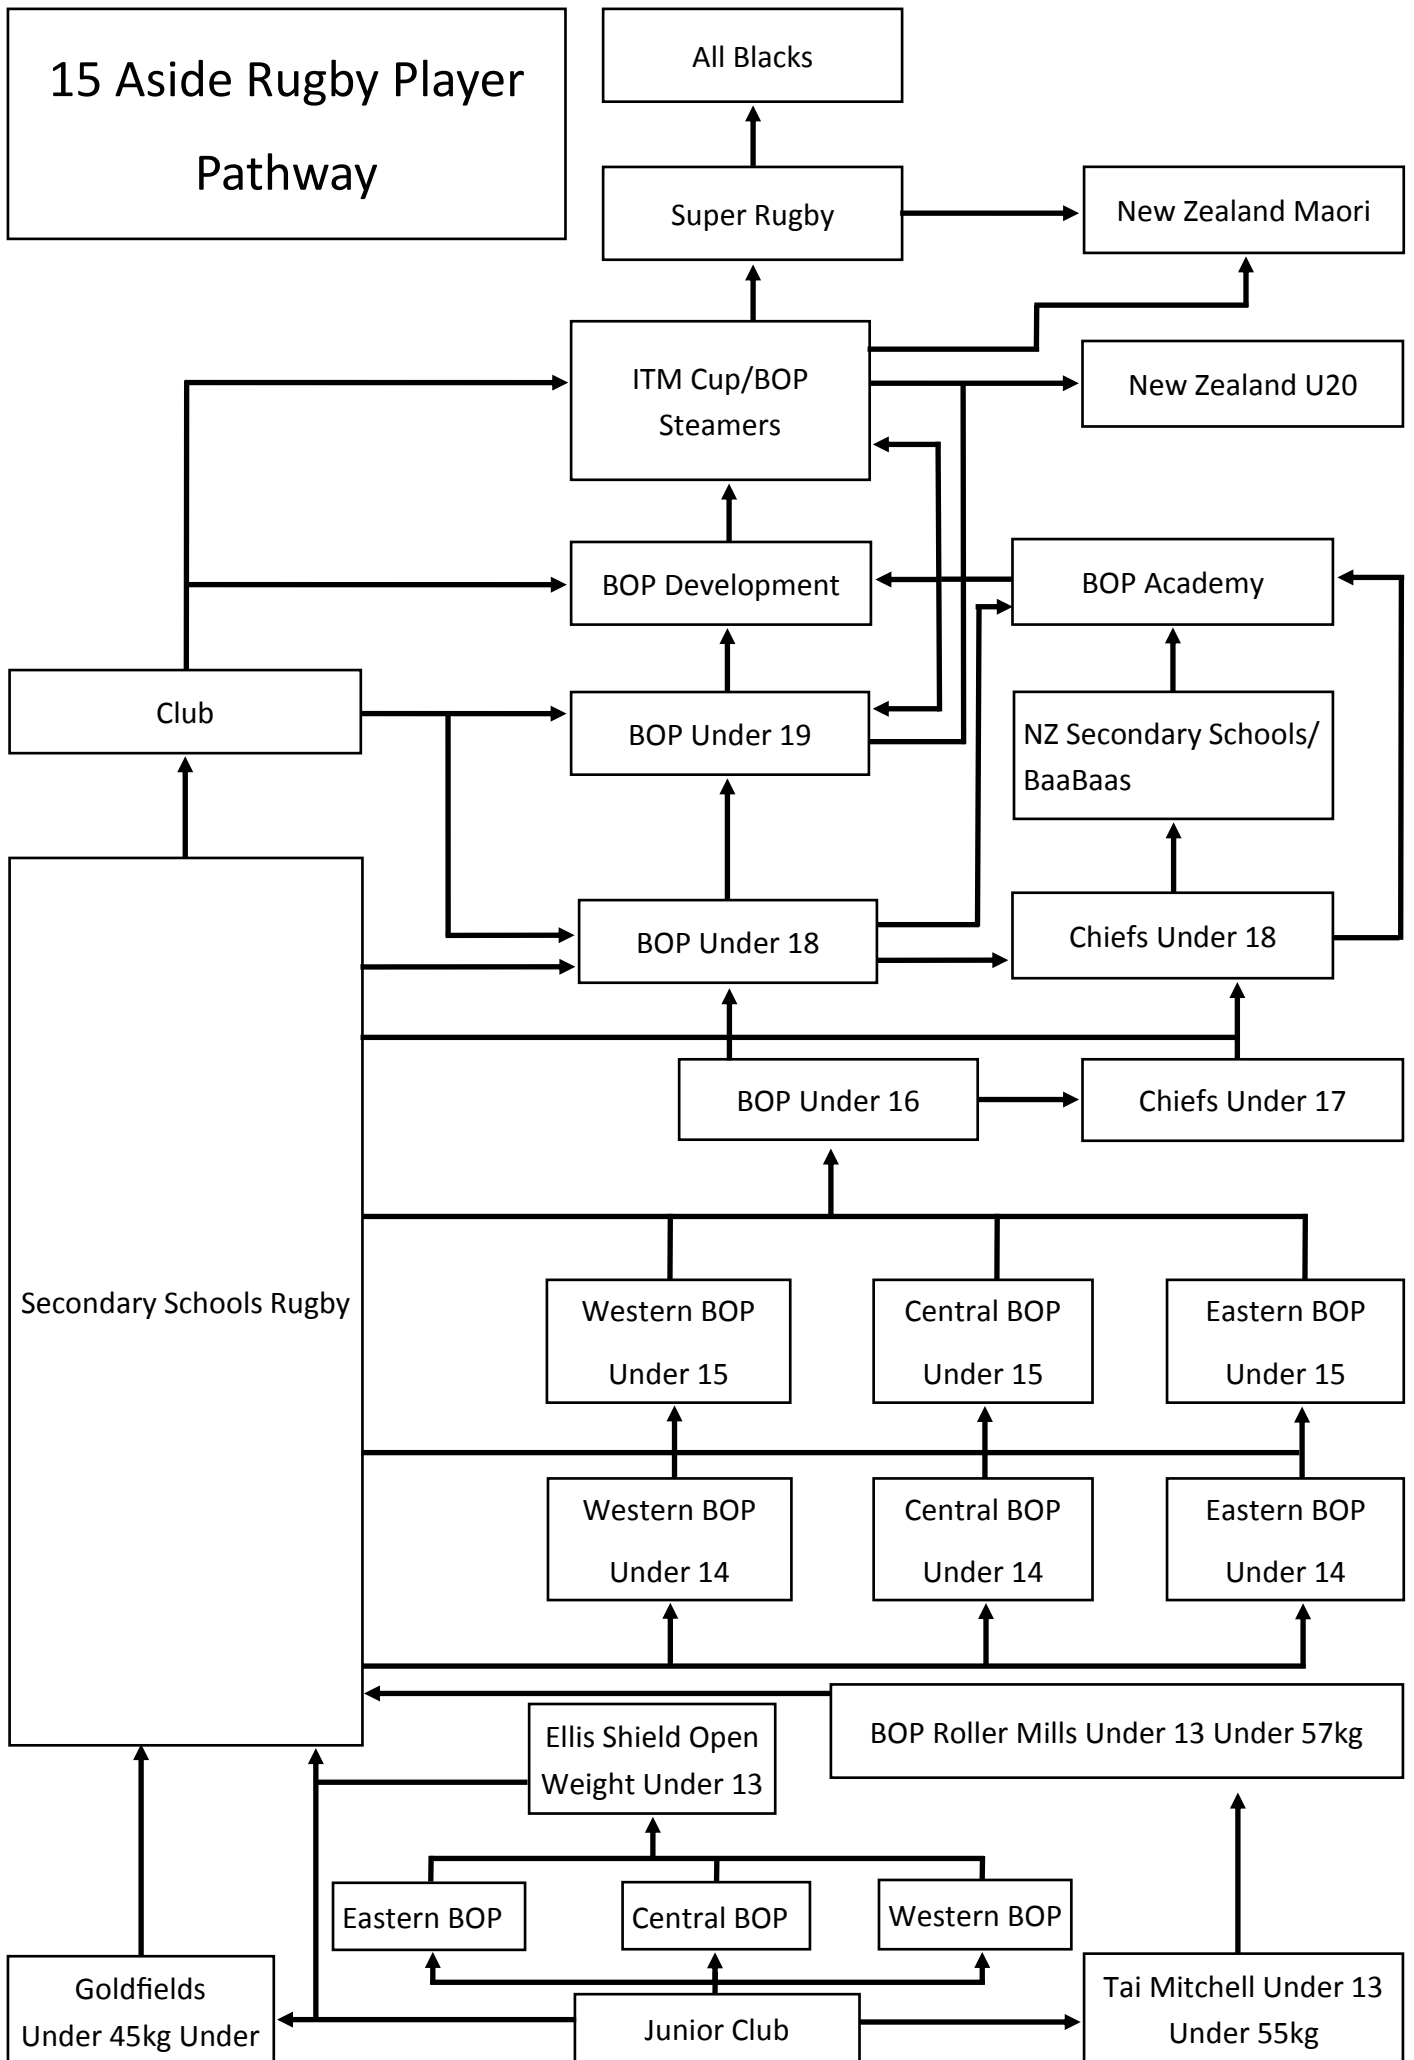 15 Aside Rugby Player
Pathway
All Blacks
Super Rugby
New Zealand Maori
ITM Cup/BOP
Steamers
New Zealand U20
BOP Development
BOP Academy
Club
BOP Under 19
NZ Secondary Schools/
BaaBaas
BOP Under 18
Chiefs Under 18
BOP Under 16
Chiefs Under 17
Secondary Schools Rugby
Western BOP
Under 15
Central BOP
Under 15
Eastern BOP
Under 15
Western BOP
Under 14
Central BOP
Under 14
Eastern BOP
Under 14
Ellis Shield Open
Weight Under 13
BOP Roller Mills Under 13 Under 57kg
Eastern BOP
Central BOP
Western BOP
Goldfields
Under 45kg Under
Junior Club
Tai Mitchell Under 13
Under 55kg